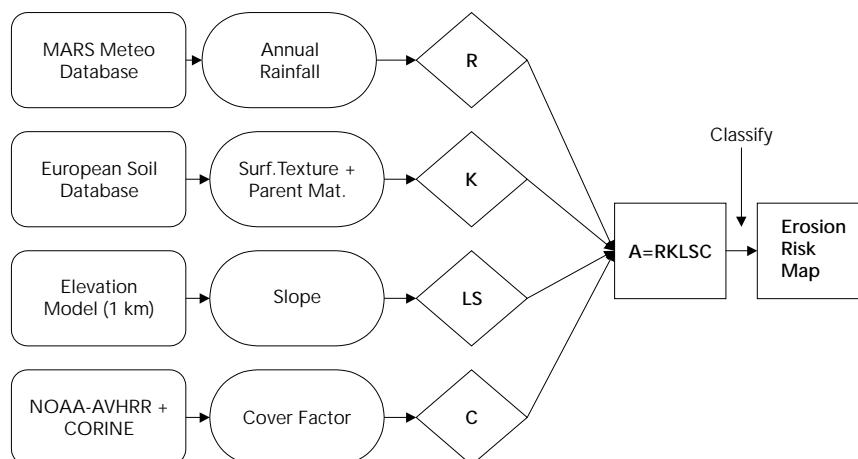 MARS Meteo
Database
Annual
Rainfall
R
European Soil
Database
Surf.Texture +
Parent Mat.
K
Classify
Elevation
Model (1 km)
Slope
LS
A=RKLSC
Erosion
Risk
Map
NOAA-AVHRR +
CORINE
Cover Factor
C